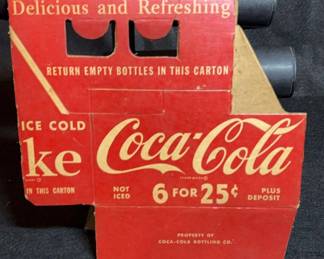 Delicious and Refreshing
RETURN EMPTY BOTTLES IN THIS CARTON
ICE COLD
ke
IN THIS CARTON
Coca-Cola
NOT ICED
6 FOR 25¢
PLUS DEPOSIT
PROPERTY OF
COCA-COLA BOTTLING CO.